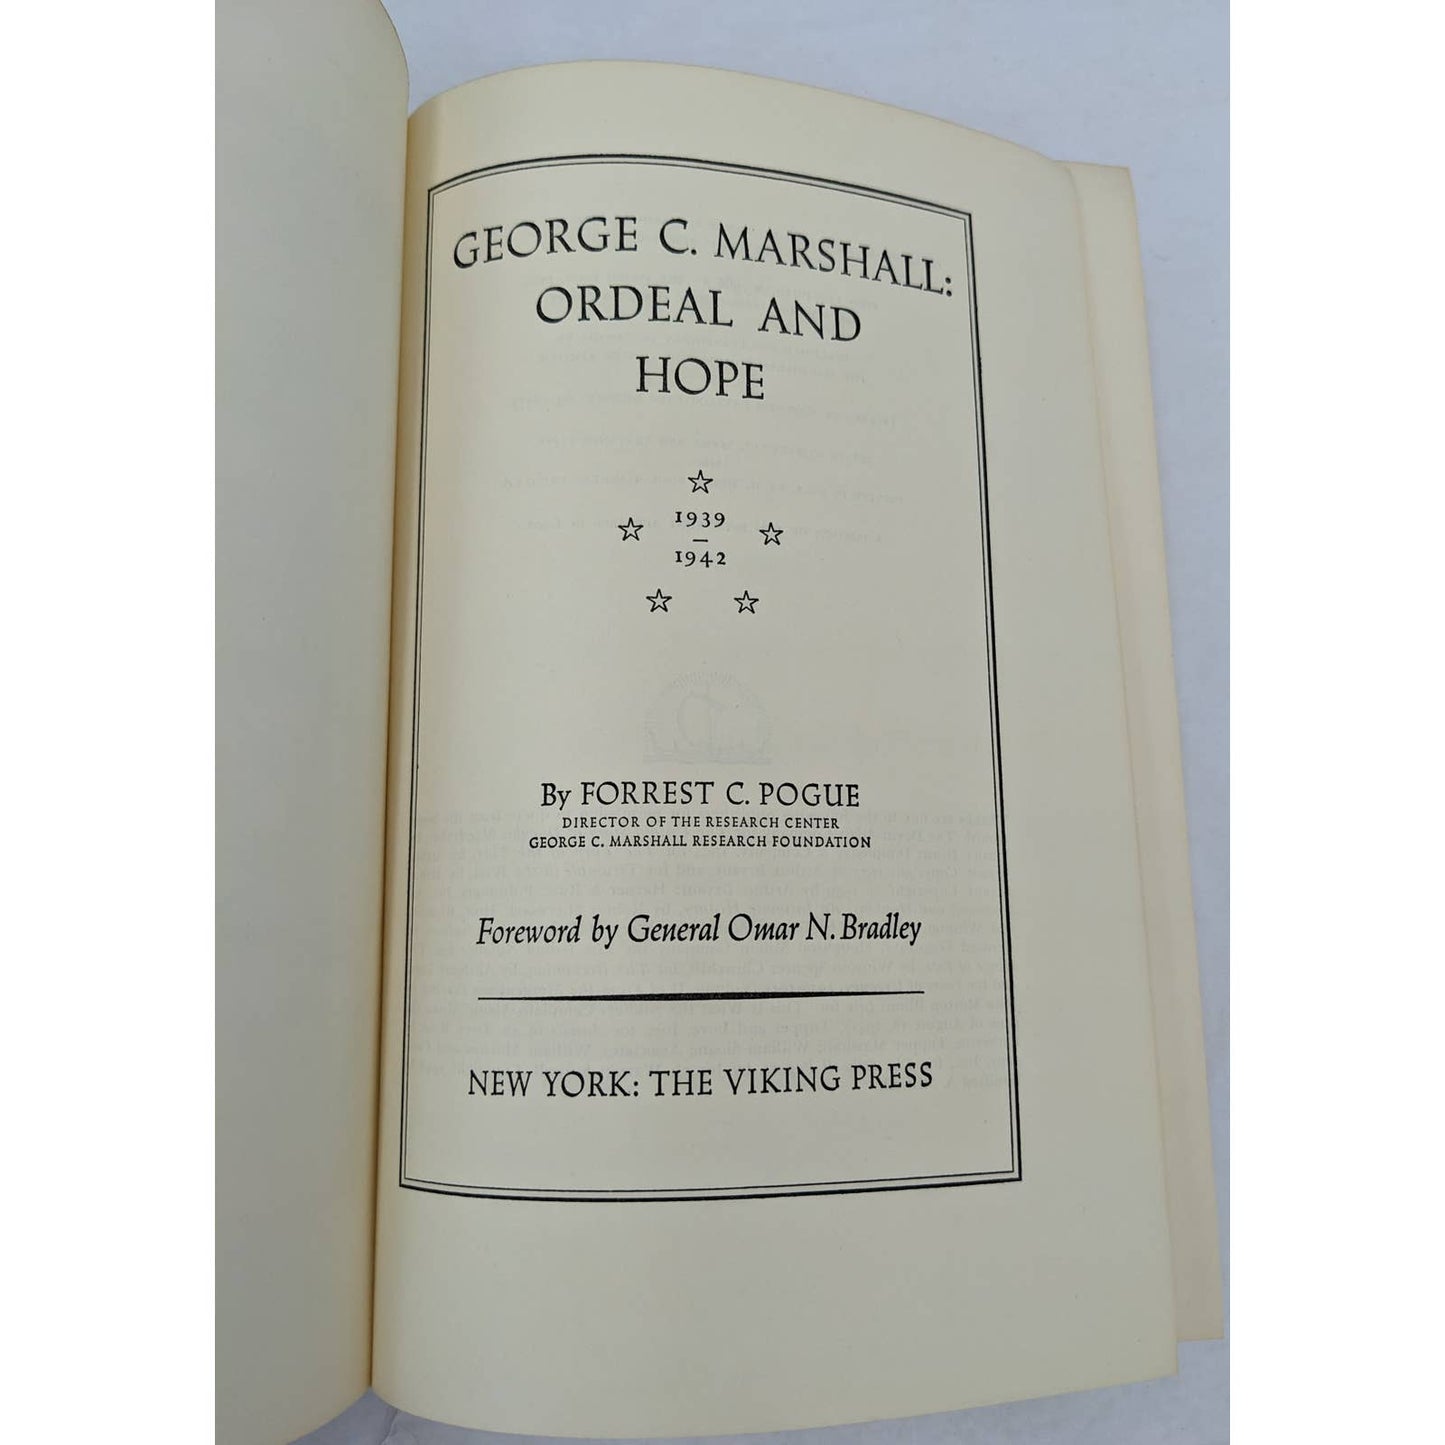 GEORGE C. MARSHALL:
ORDEAL AND
HOPE
1939
—
1942
By FORREST C. POGUE
DIRECTOR OF THE RESEARCH CENTER
GEORGE C. MARSHALL RESEARCH FOUNDATION
Foreword by General Omar N. Bradley
NEW YORK: THE VIKING PRESS